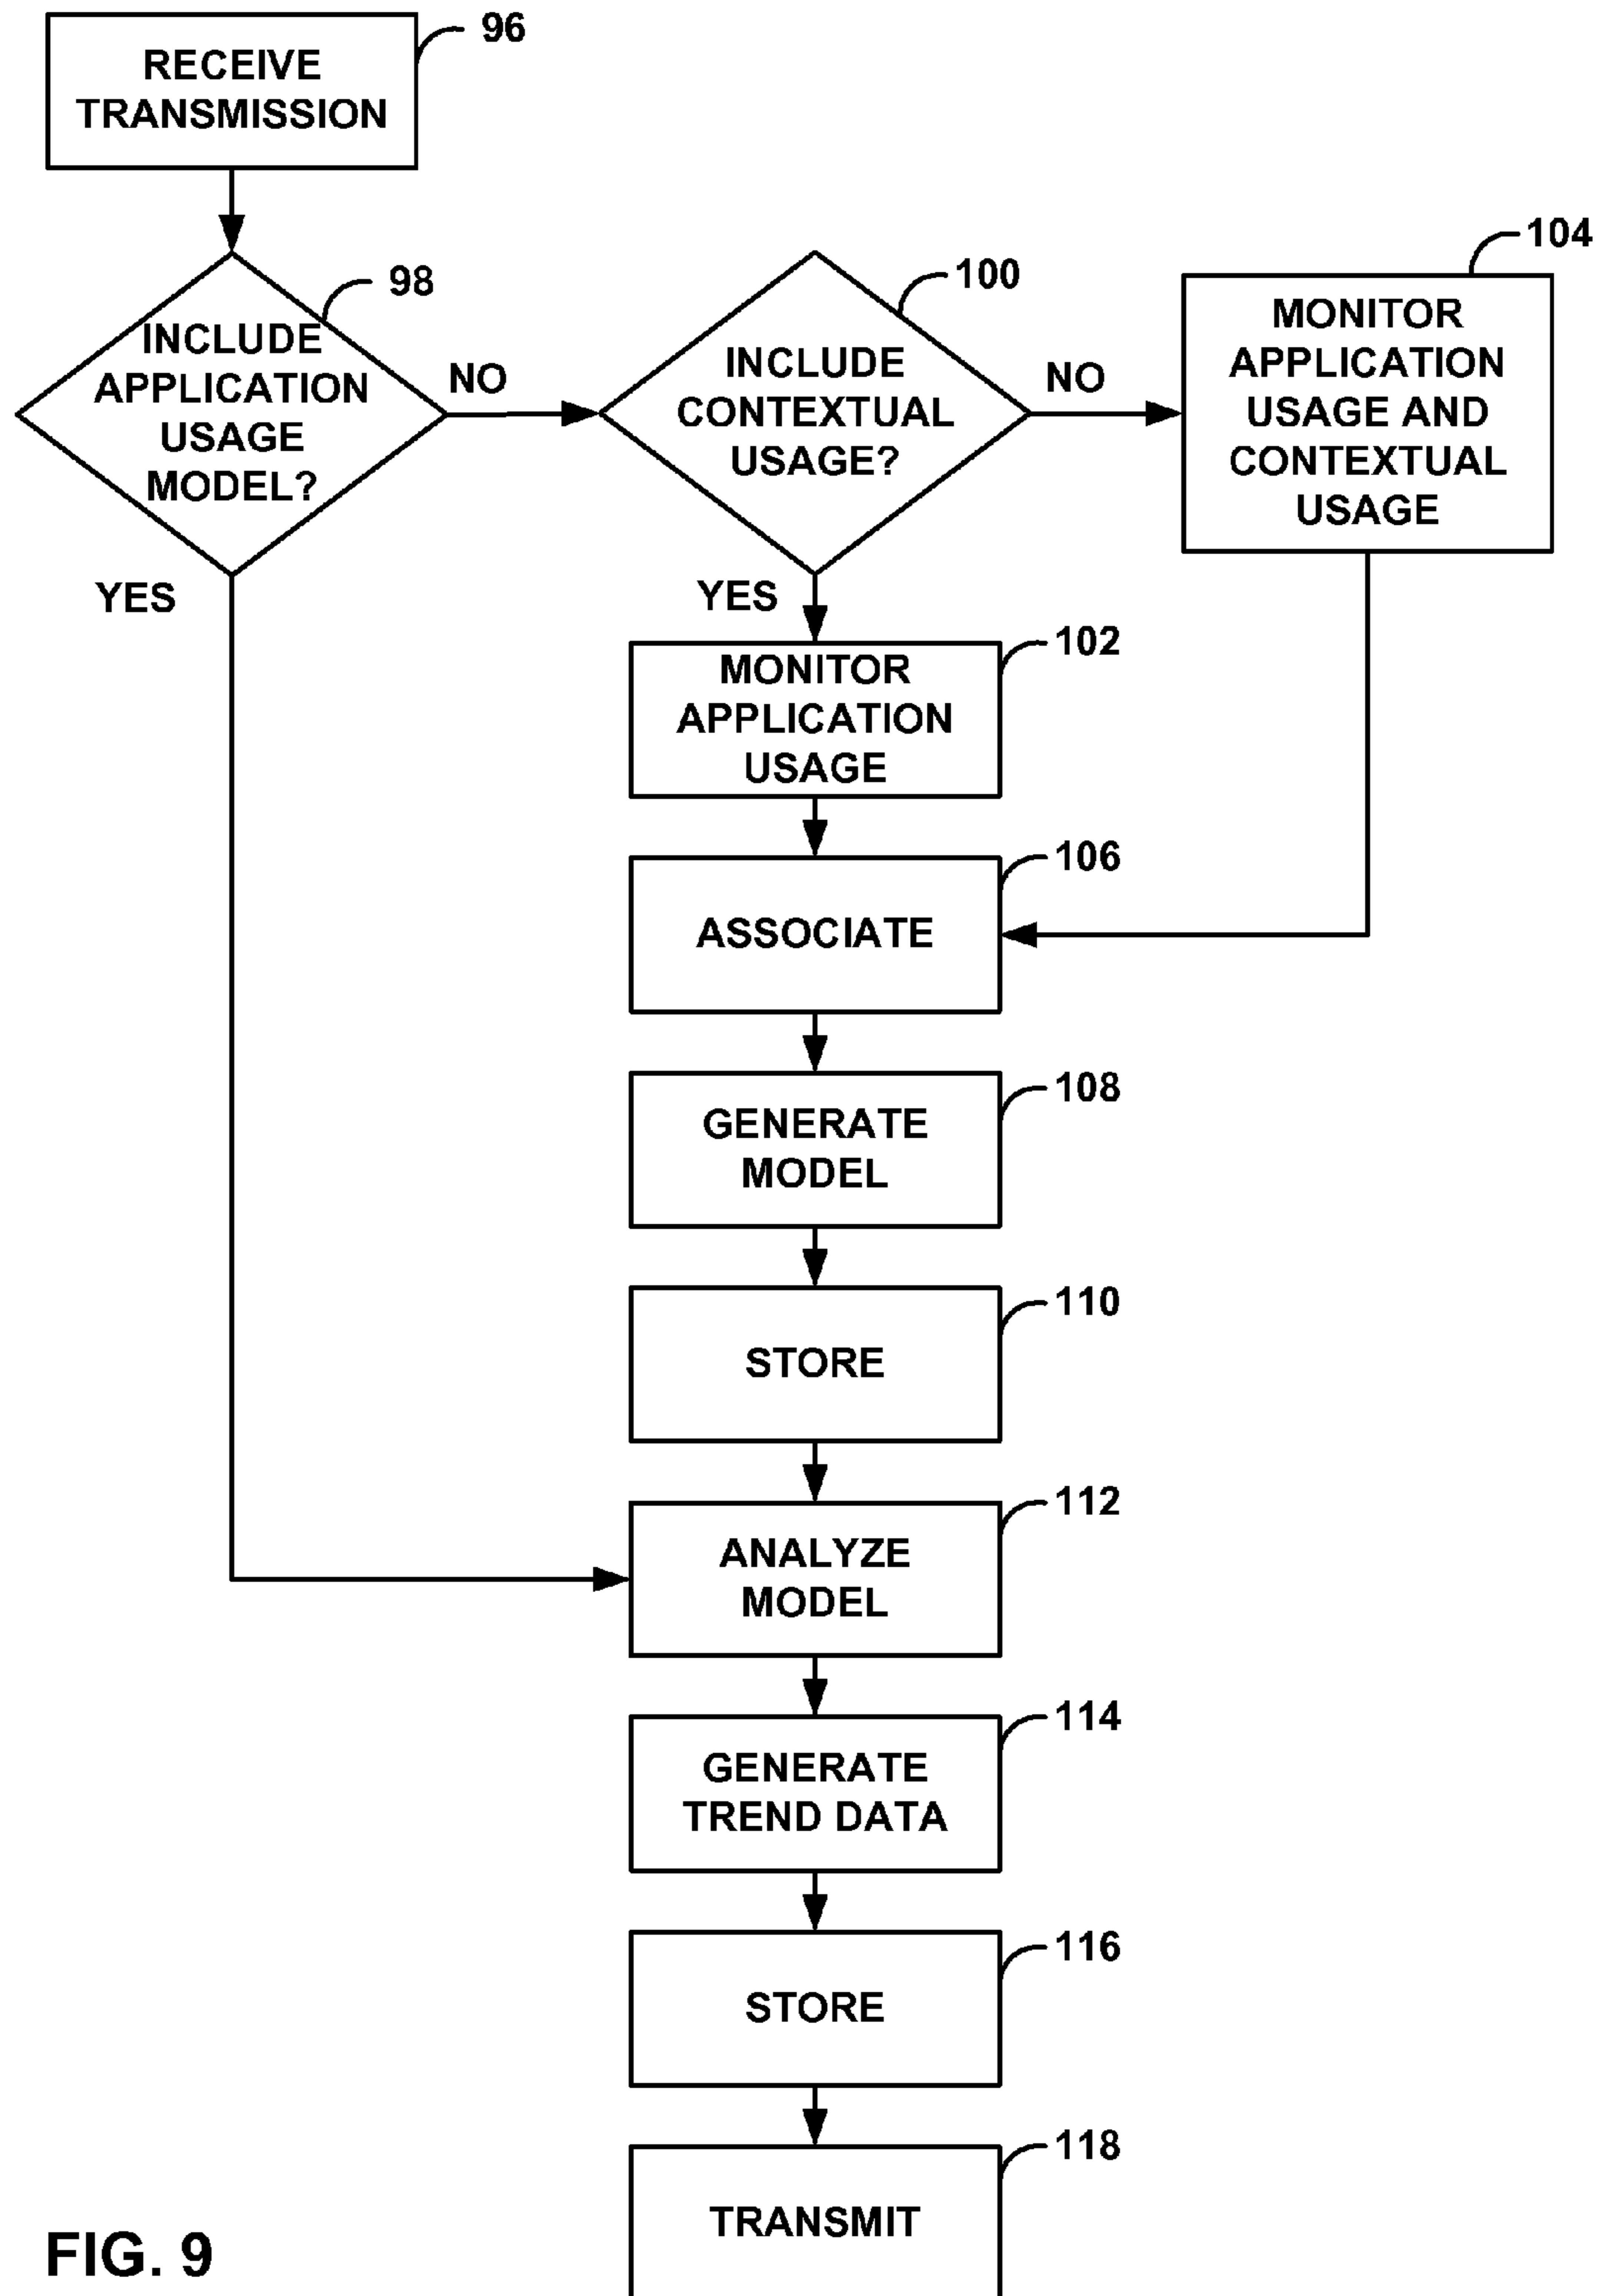 96
RECEIVE
TRANSMISSION
98
INCLUDE
APPLICATION
USAGE
MODEL?
NO
YES
100
INCLUDE
CONTEXTUAL
USAGE?
NO
YES
104
MONITOR
APPLICATION
USAGE AND
CONTEXTUAL
USAGE
102
MONITOR
APPLICATION
USAGE
106
ASSOCIATE
108
GENERATE
MODEL
110
STORE
112
ANALYZE
MODEL
114
GENERATE
TREND DATA
116
STORE
118
TRANSMIT
FIG. 9